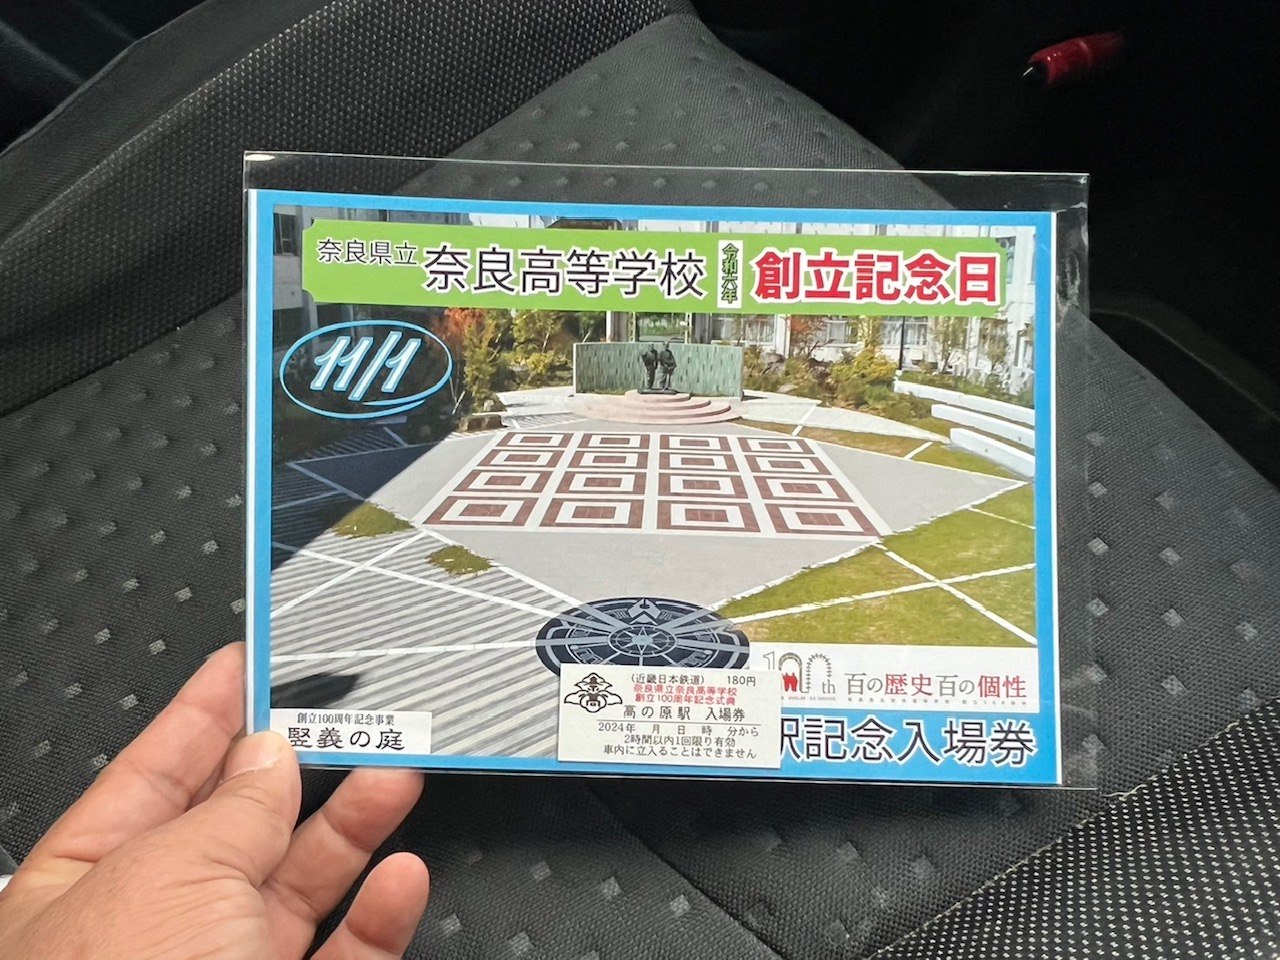 奈良県立 奈良高等学校 令和六年 創立記念日
11/1
100th 百の歴史百の個性
(近畿日本鉄道) 180円
奈良県立奈良高等学校
創立100周年記念式典
高の原駅 入場券
2024年 月 日 時 分から
2時間以内1回限り有効
車内に立入ることはできません
創立100周年記念事業
竪義の庭
駅記念入場券